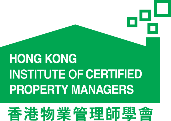 HONG KONG
INSTITUTE OF CERTIFIED
PROPERTY MANAGERS
香港物業管理師學會